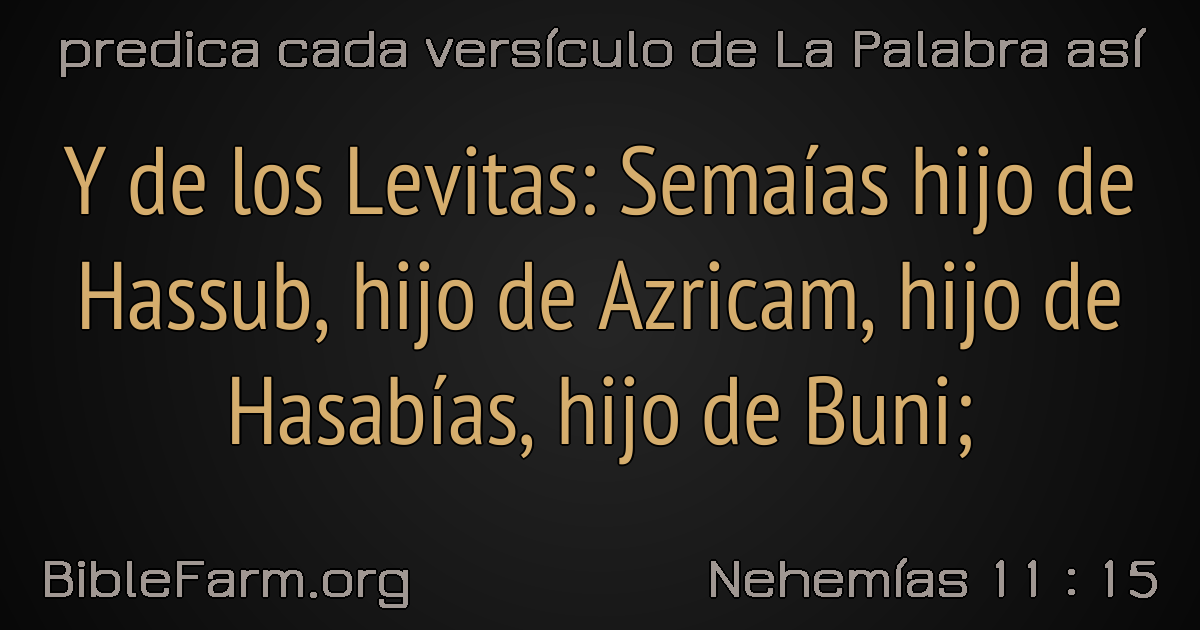 predica cada versículo de La Palabra así
Y de los Levitas: Semaías hijo de
Hassub, hijo de Azricam, hijo de
Hasabías, hijo de Buni;
BibleFarm.org
Nehemías 11 : 15